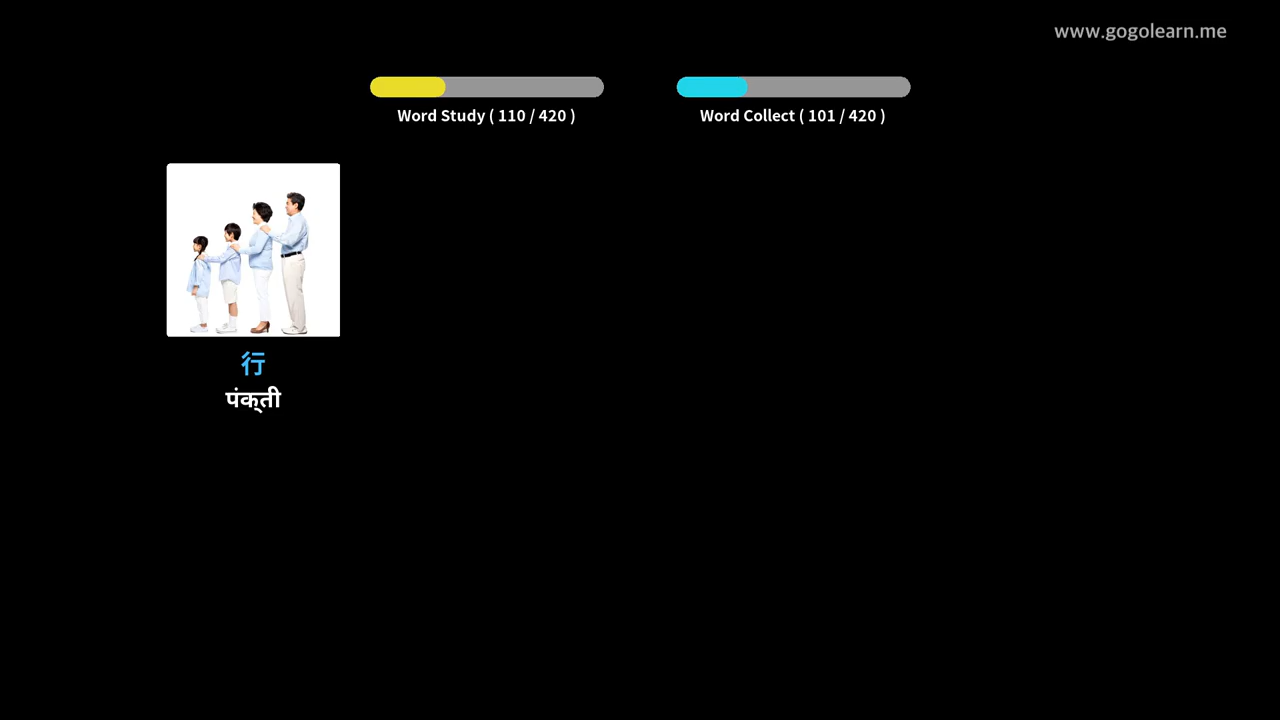 www.gogolearn.me
Word Study ( 110 / 420 )
Word Collect ( 101 / 420 )
行
पंक्ती